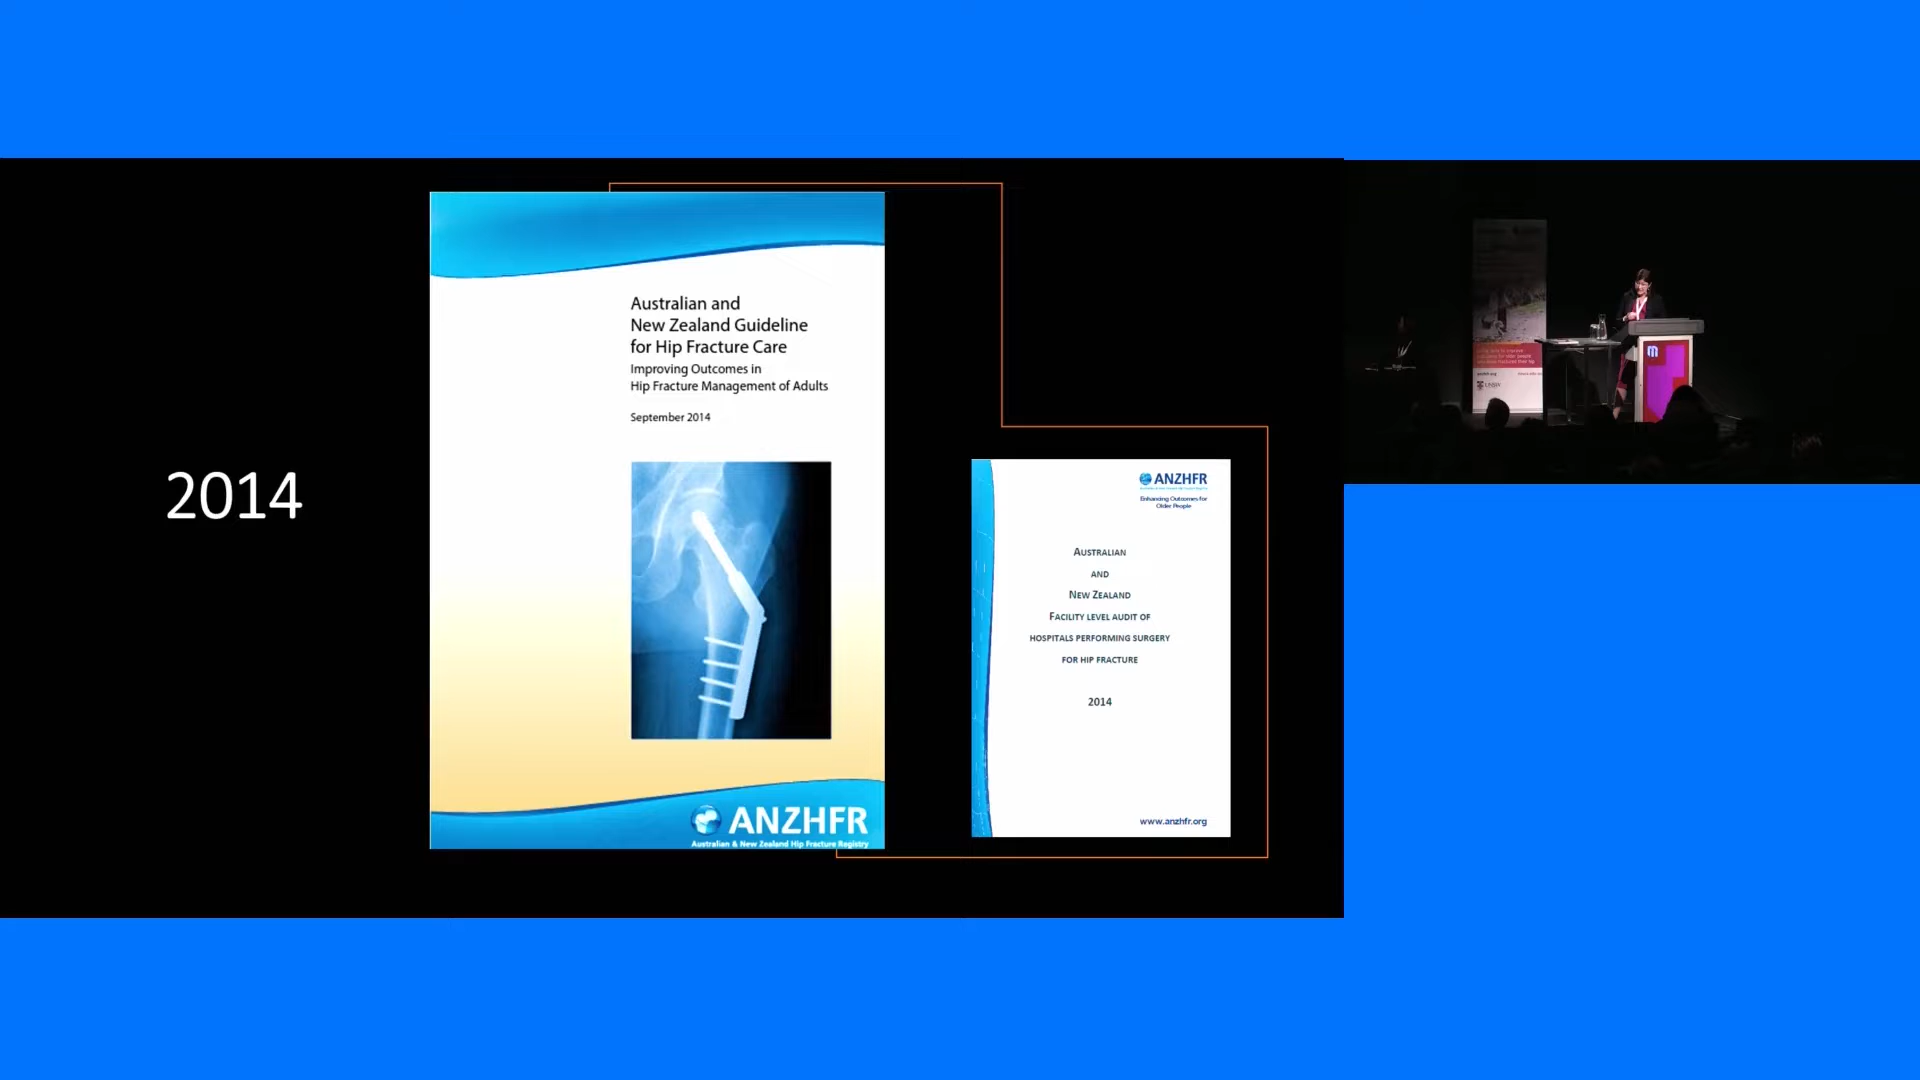 2014
Australian and
New Zealand Guideline
for Hip Fracture Care
Improving Outcomes in
Hip Fracture Management of Adults
September 2014
ANZHFR
Australian & New Zealand Hip Fracture Registry
ANZHFR
Enhancing Outcomes for
Older People
AUSTRALIAN
AND
NEW ZEALAND
FACILITY LEVEL AUDIT OF
HOSPITALS PERFORMING SURGERY
FOR HIP FRACTURE
2014
www.anzhfr.org
UNSW